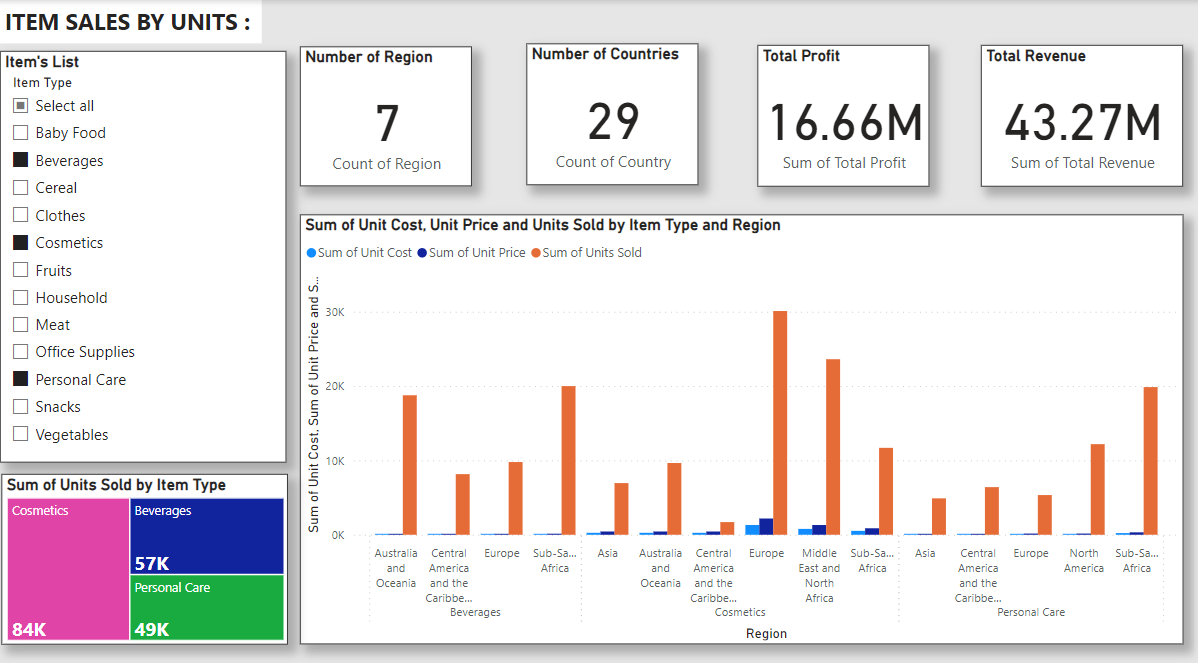 ITEM SALES BY UNITS :
Item's List
Item Type
Select all
Baby Food
Beverages
Cereal
Clothes
Cosmetics
Fruits
Household
Meat
Office Supplies
Personal Care
Snacks
Vegetables
Number of Region
7
Count of Region
Number of Countries
29
Count of Country
Total Profit
16.66M
Sum of Total Profit
Total Revenue
43.27M
Sum of Total Revenue
Sum of Units Sold by Item Type
Cosmetics
84K
Beverages
57K
Personal Care
49K
Sum of Unit Cost, Unit Price and Units Sold by Item Type and Region
Sum of Unit Cost Sum of Unit Price Sum of Units Sold
Sum of Unit Cost, Sum of Unit Price and S...
30K
20K
10K
0K
Australia
and
Oceania
Central
America
and the
Caribbe...
Europe
Sub-Sa...
Africa
Beverages
Asia
Australia
and
Oceania
Central
America
and the
Caribbe...
Europe
Middle
East and
North
Africa
Sub-Sa...
Africa
Cosmetics
Asia
Central
America
and the
Caribbe...
Europe
North
America
Sub-Sa...
Africa
Personal Care
Region